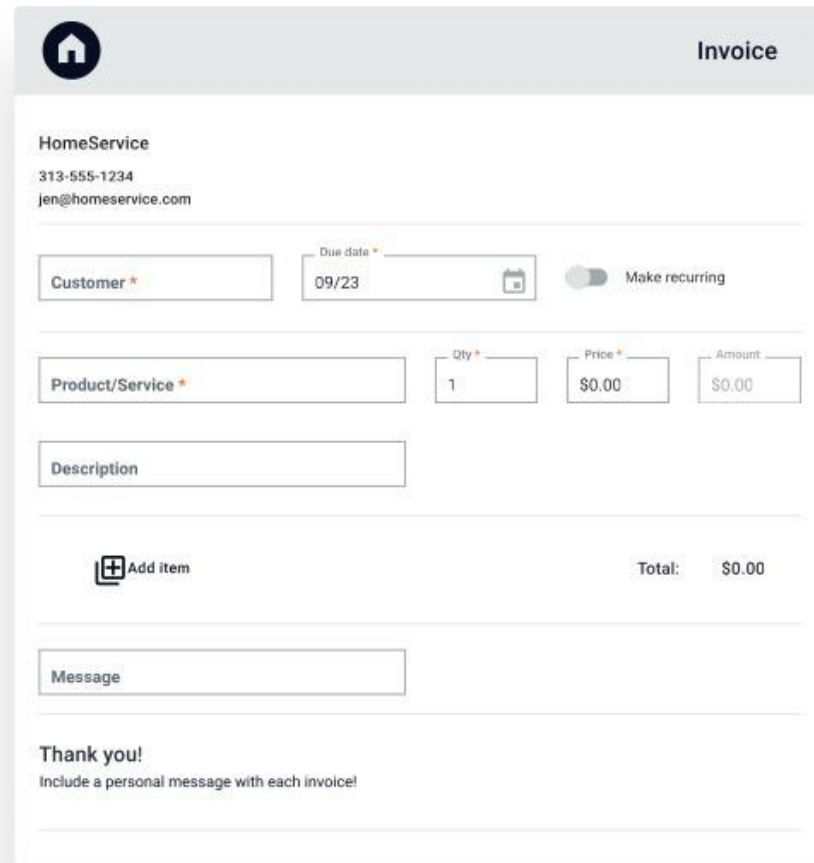 Invoice
HomeService
313-555-1234
jen@homeservice.com
Due date *
Customer *
09/23
Make recurring
Qty *
Price *
Amount
Product/Service *
1
$0.00
$0.00
Description
Add item
Total:
$0.00
Message
Thank you!
Include a personal message with each invoice!